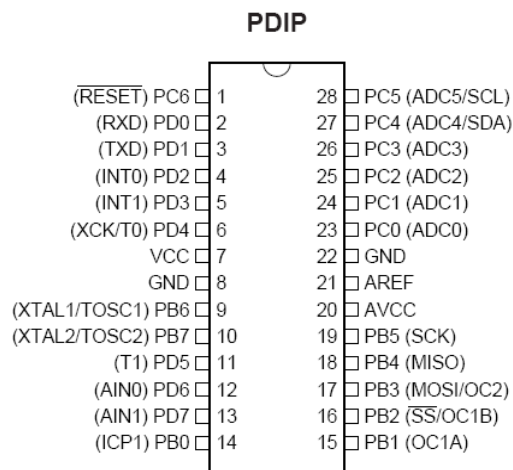 PDIP
(RESET) PC6 1 28 PC5 (ADC5/SCL)
(RXD) PD0 2 27 PC4 (ADC4/SDA)
(TXD) PD1 3 26 PC3 (ADC3)
(INT0) PD2 4 25 PC2 (ADC2)
(INT1) PD3 5 24 PC1 (ADC1)
(XCK/T0) PD4 6 23 PC0 (ADC0)
VCC 7 22 GND
GND 8 21 AREF
(XTAL1/TOSC1) PB6 9 20 AVCC
(XTAL2/TOSC2) PB7 10 19 PB5 (SCK)
(T1) PD5 11 18 PB4 (MISO)
(AIN0) PD6 12 17 PB3 (MOSI/OC2)
(AIN1) PD7 13 16 PB2 (SS/OC1B)
(ICP1) PB0 14 15 PB1 (OC1A)